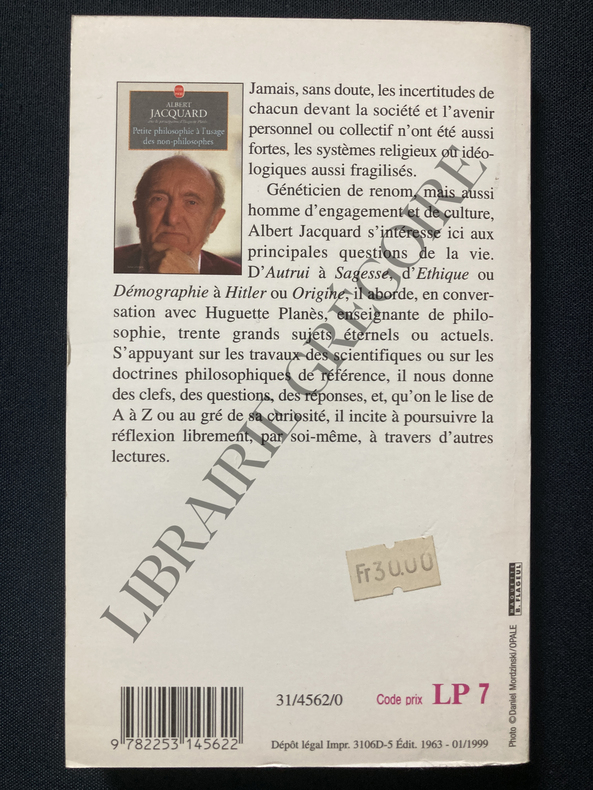 ALBERT
JACQUARD
Petite philosophie à l'usage
des non-philosophes
Jamais, sans doute, les incertitudes de
chacun devant la société et l'avenir
personnel ou collectif n'ont été aussi
fortes, les systèmes religieux ou idéo-
logiques aussi fragilisés.
Généticien de renom, mais aussi
homme d'engagement et de culture,
Albert Jacquard s'intéresse ici aux
principales questions de la vie.
D'Autrui à Sagesse, d'Ethique ou
Démographie à Hitler ou Origine, il aborde, en conver-
sation avec Huguette Planès, enseignante de philo-
sophie, trente grands sujets éternels ou actuels.
S'appuyant sur les travaux des scientifiques ou sur les
doctrines philosophiques de référence, il nous donne
des clefs, des questions, des réponses, et, qu'on le lise de
A à Z ou au gré de sa curiosité, il incite à poursuivre la
réflexion librement, par soi-même, à travers d'autres
lectures.
LIBRAIRIE GRÉGOIRE
Fr30.00
MAQUETTE
B. FLAGEUL
Photo © Daniel Mordzinski/OPALE
31/4562/0
Code prix LP 7
9 782253 145622
Dépôt légal Impr. 3106D-5 Édit. 1963 - 01/1999